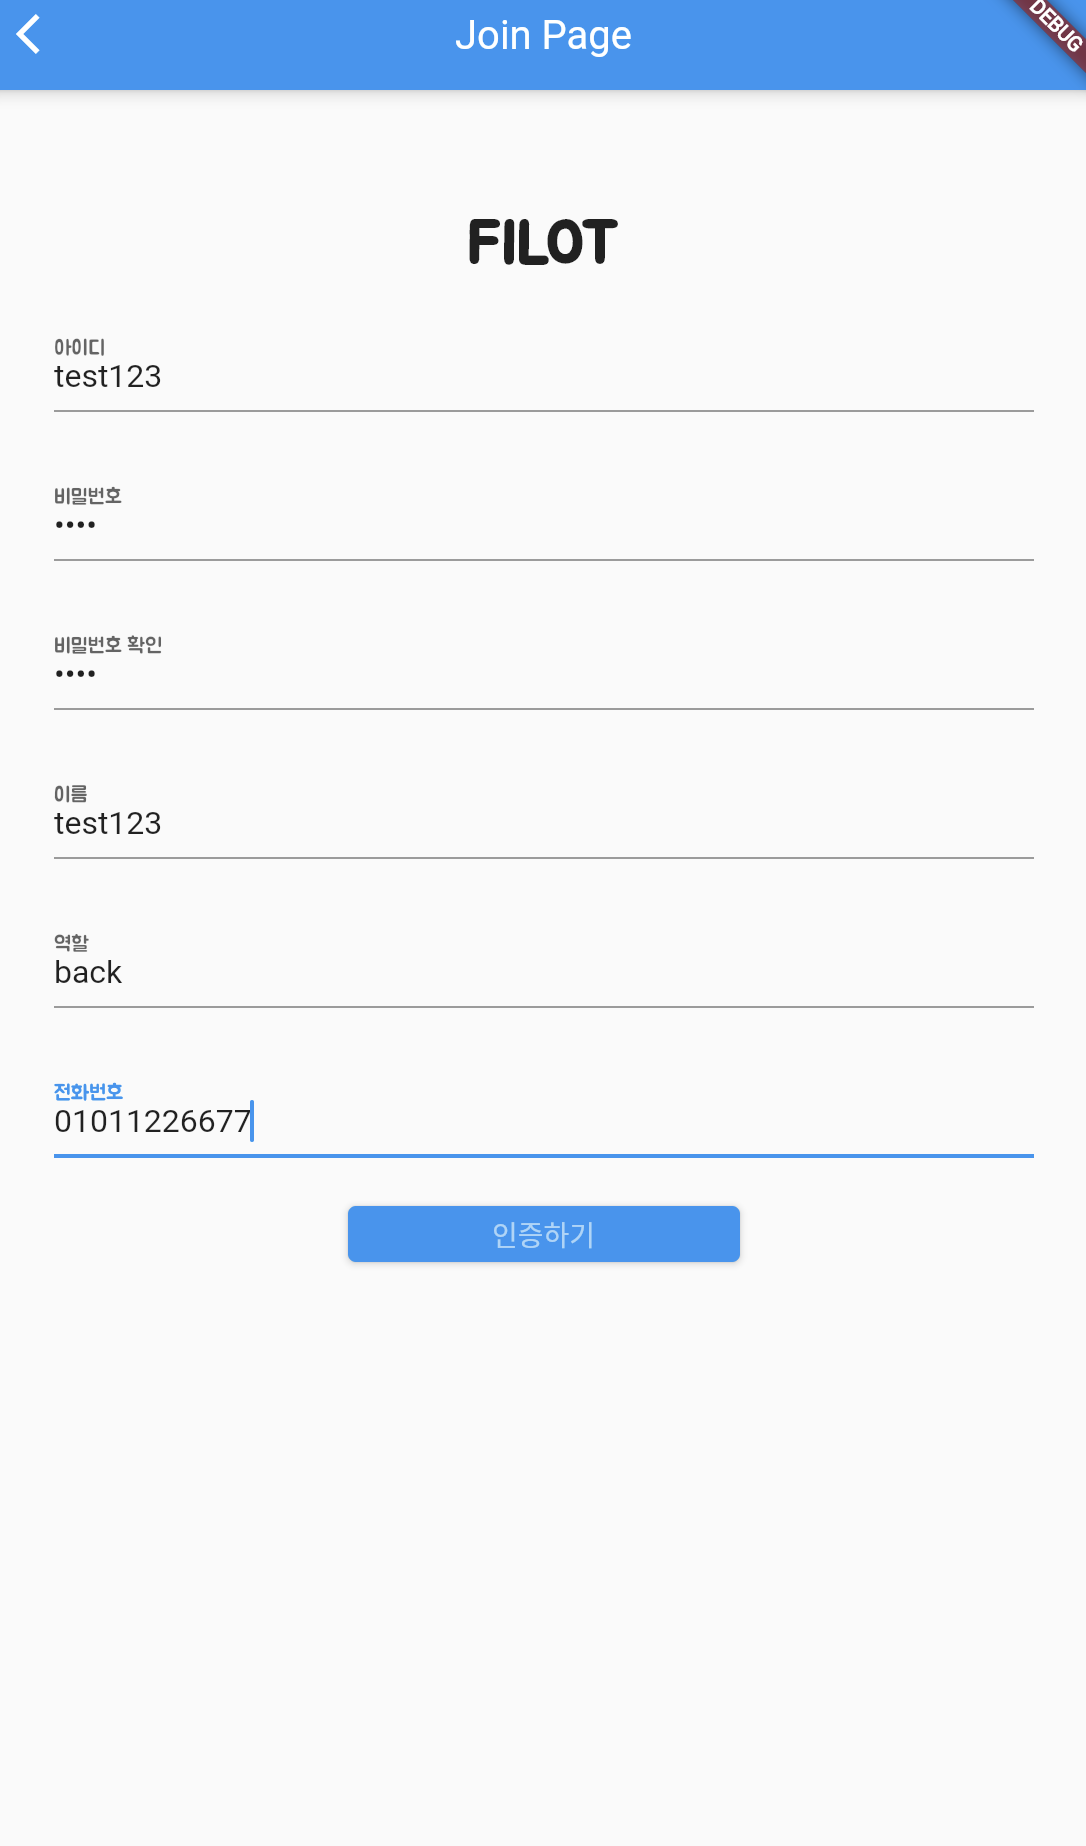 Join Page
DEBUG
FILOT
아이디
test123
비밀번호
••••
비밀번호 확인
••••
이름
test123
역할
back
전화번호
01011226677
인증하기